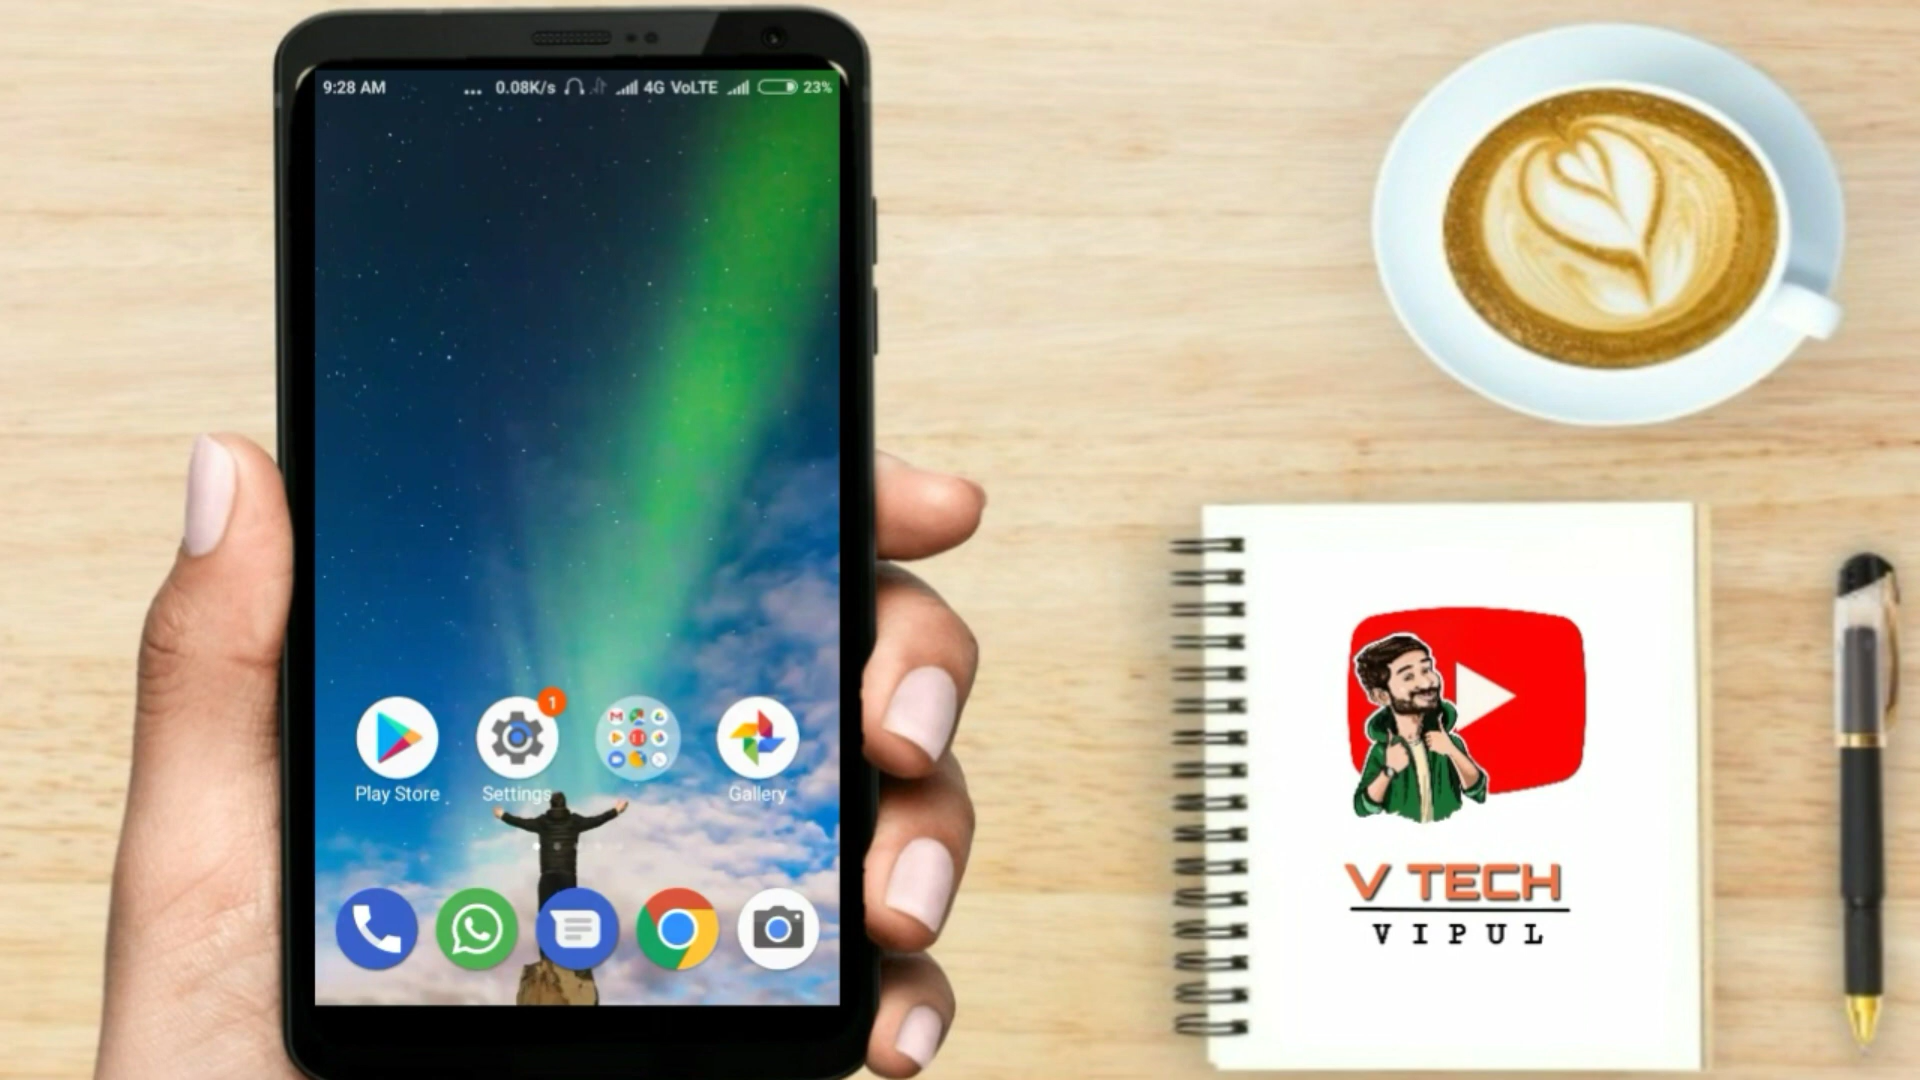 9:28 AM ... 0.08K/s 4G VoLTE 23%
1
Play Store
Settings
Gallery
V TECH
VIPUL